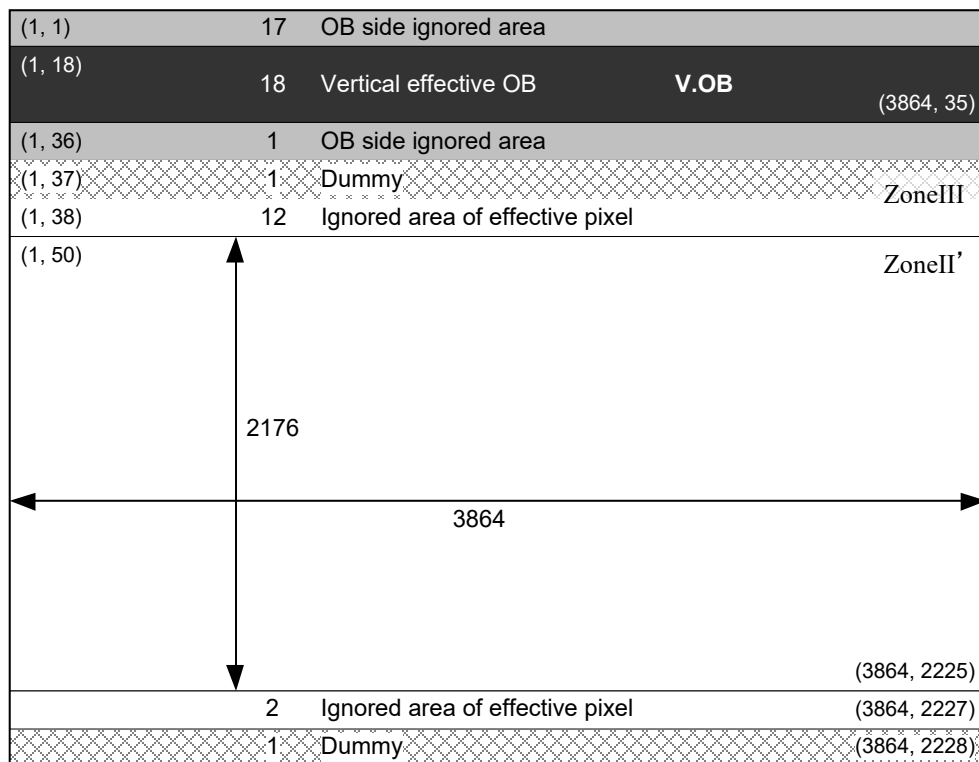 (1, 1) 17 OB side ignored area
(1, 18) 18 Vertical effective OB V.OB (3864, 35)
(1, 36) 1 OB side ignored area
(1, 37) 1 Dummy
ZoneIII
(1, 38) 12 Ignored area of effective pixel
(1, 50) ZoneII’
2176
3864
(3864, 2225)
2 Ignored area of effective pixel (3864, 2227)
1 Dummy (3864, 2228)